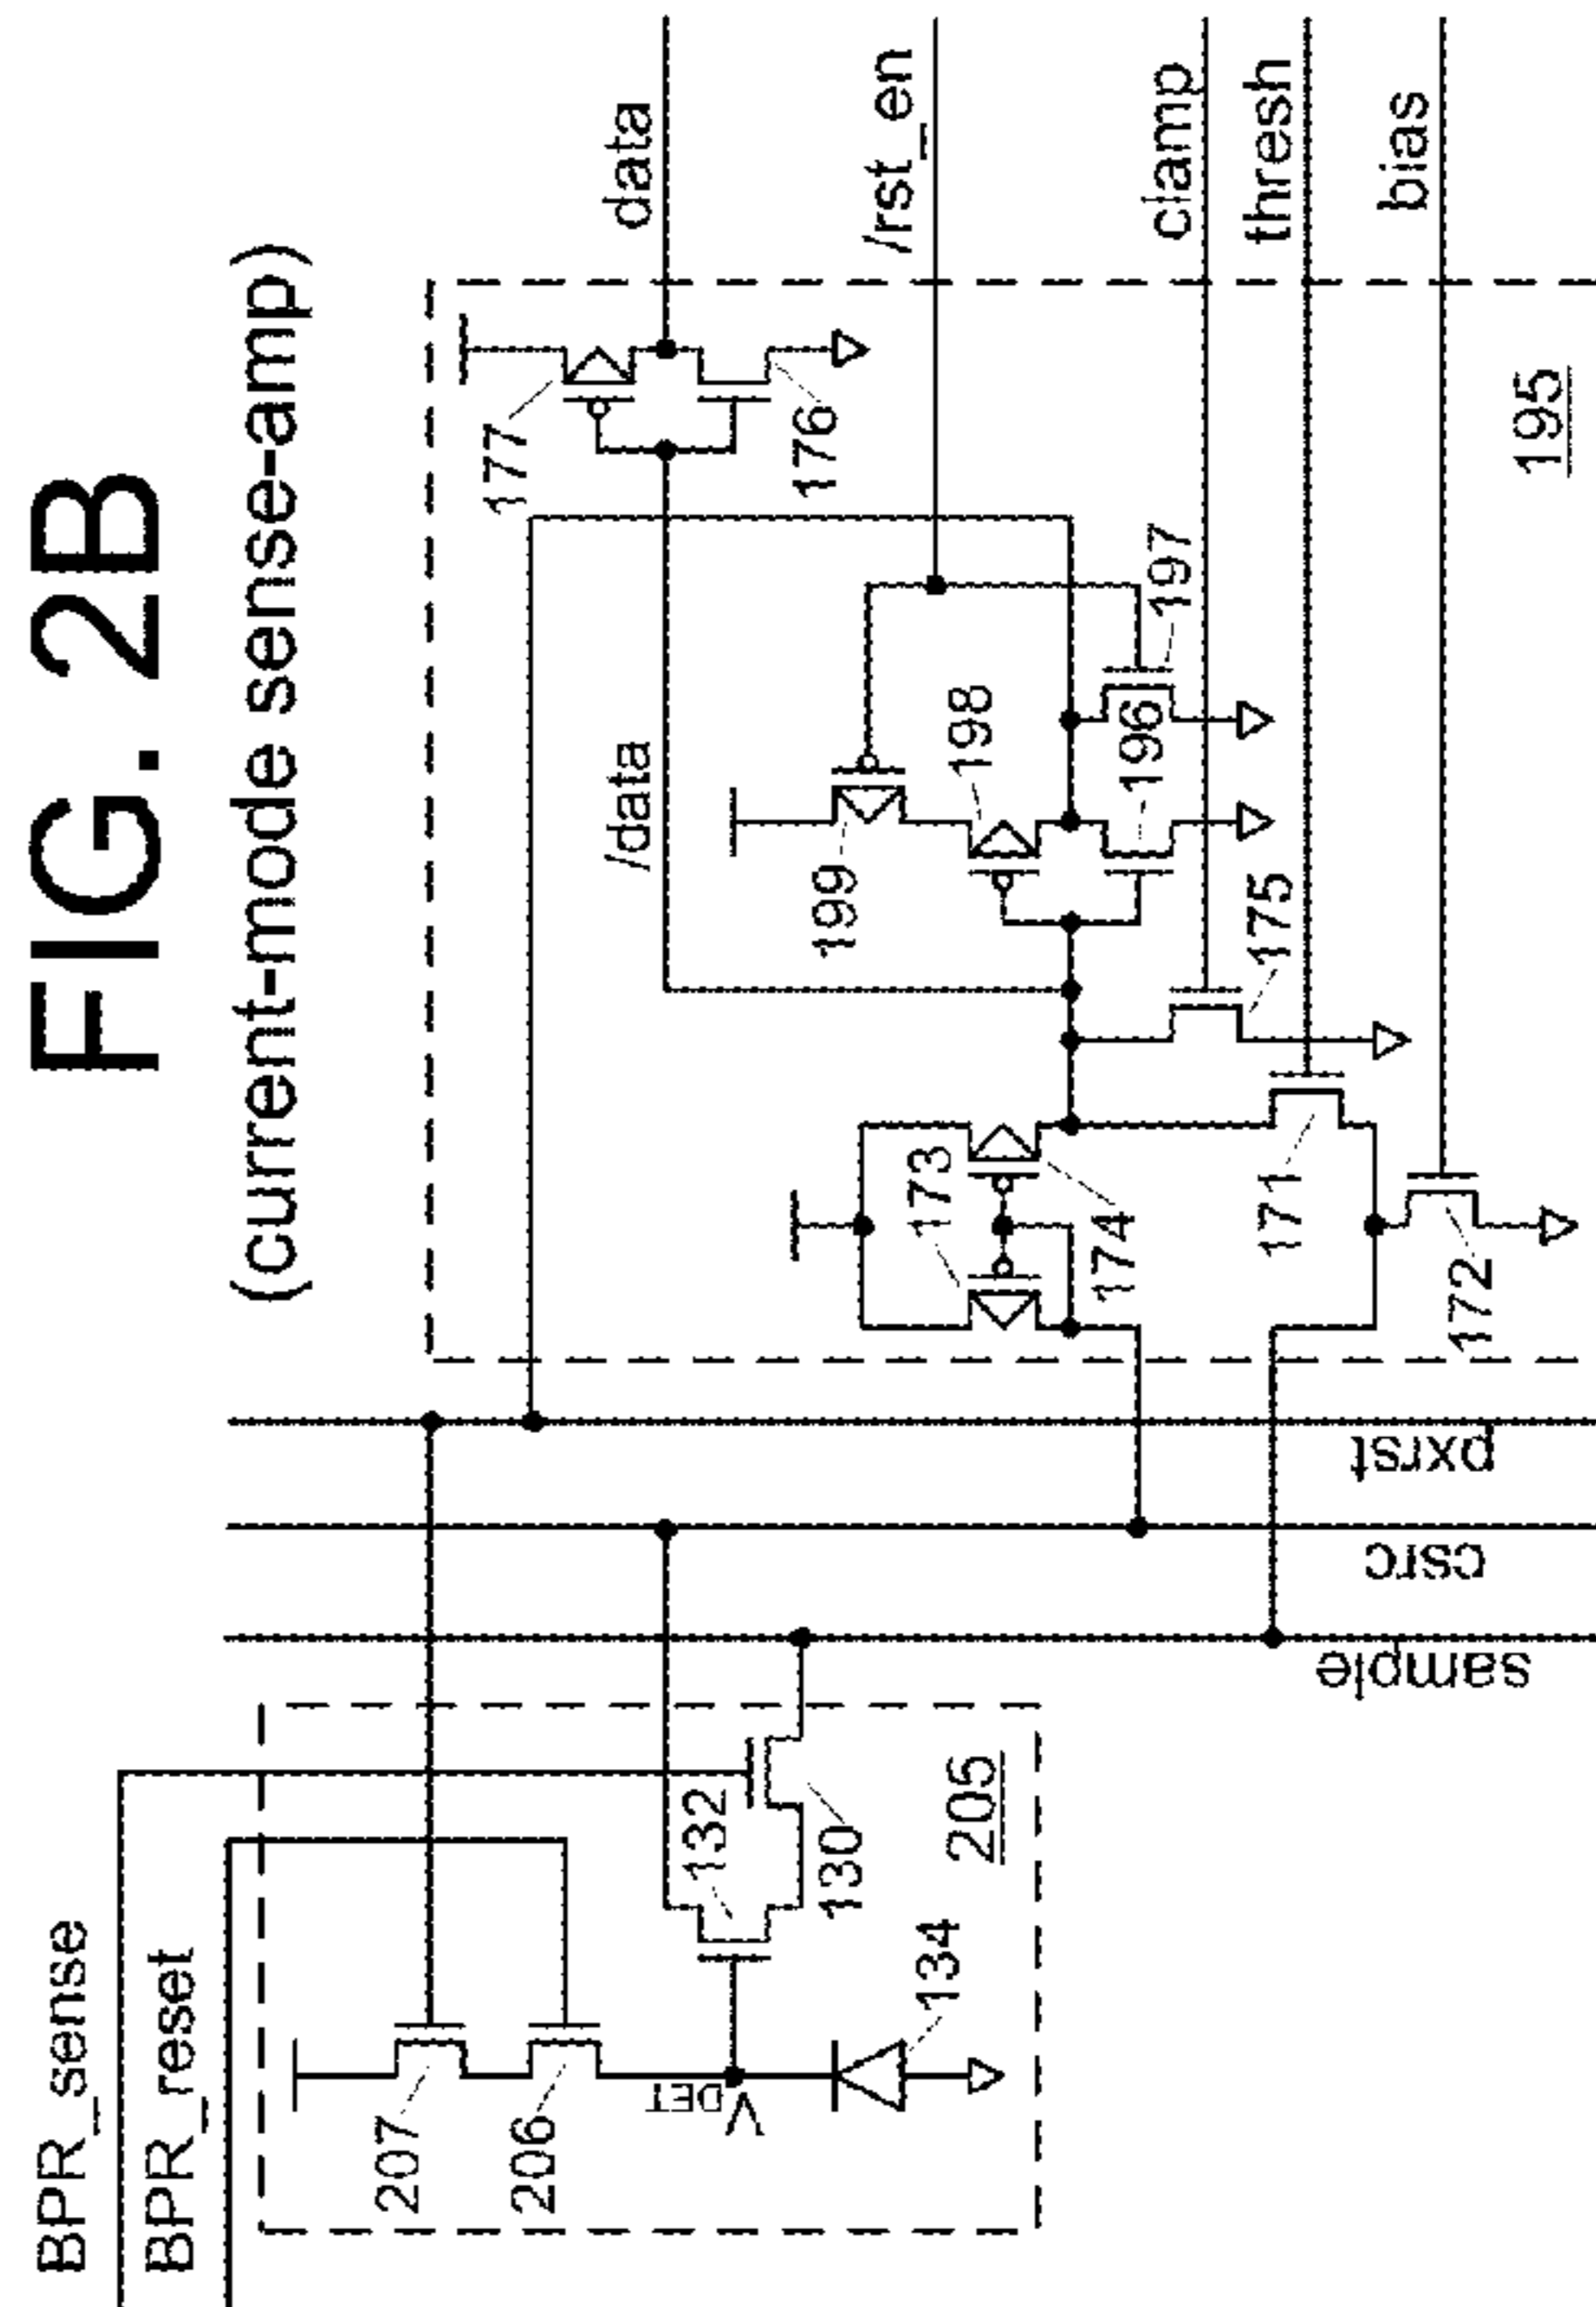 FIG. 2B
(current-mode sense-amp)
BPR_sense
BPR_reset
207
206
V DET
132
130
134
205
sample
csrc
pxrst
data
/rst_en
clamp
thresh
bias
177
176
/data
199
198
197
196
175
173
174
171
172
195